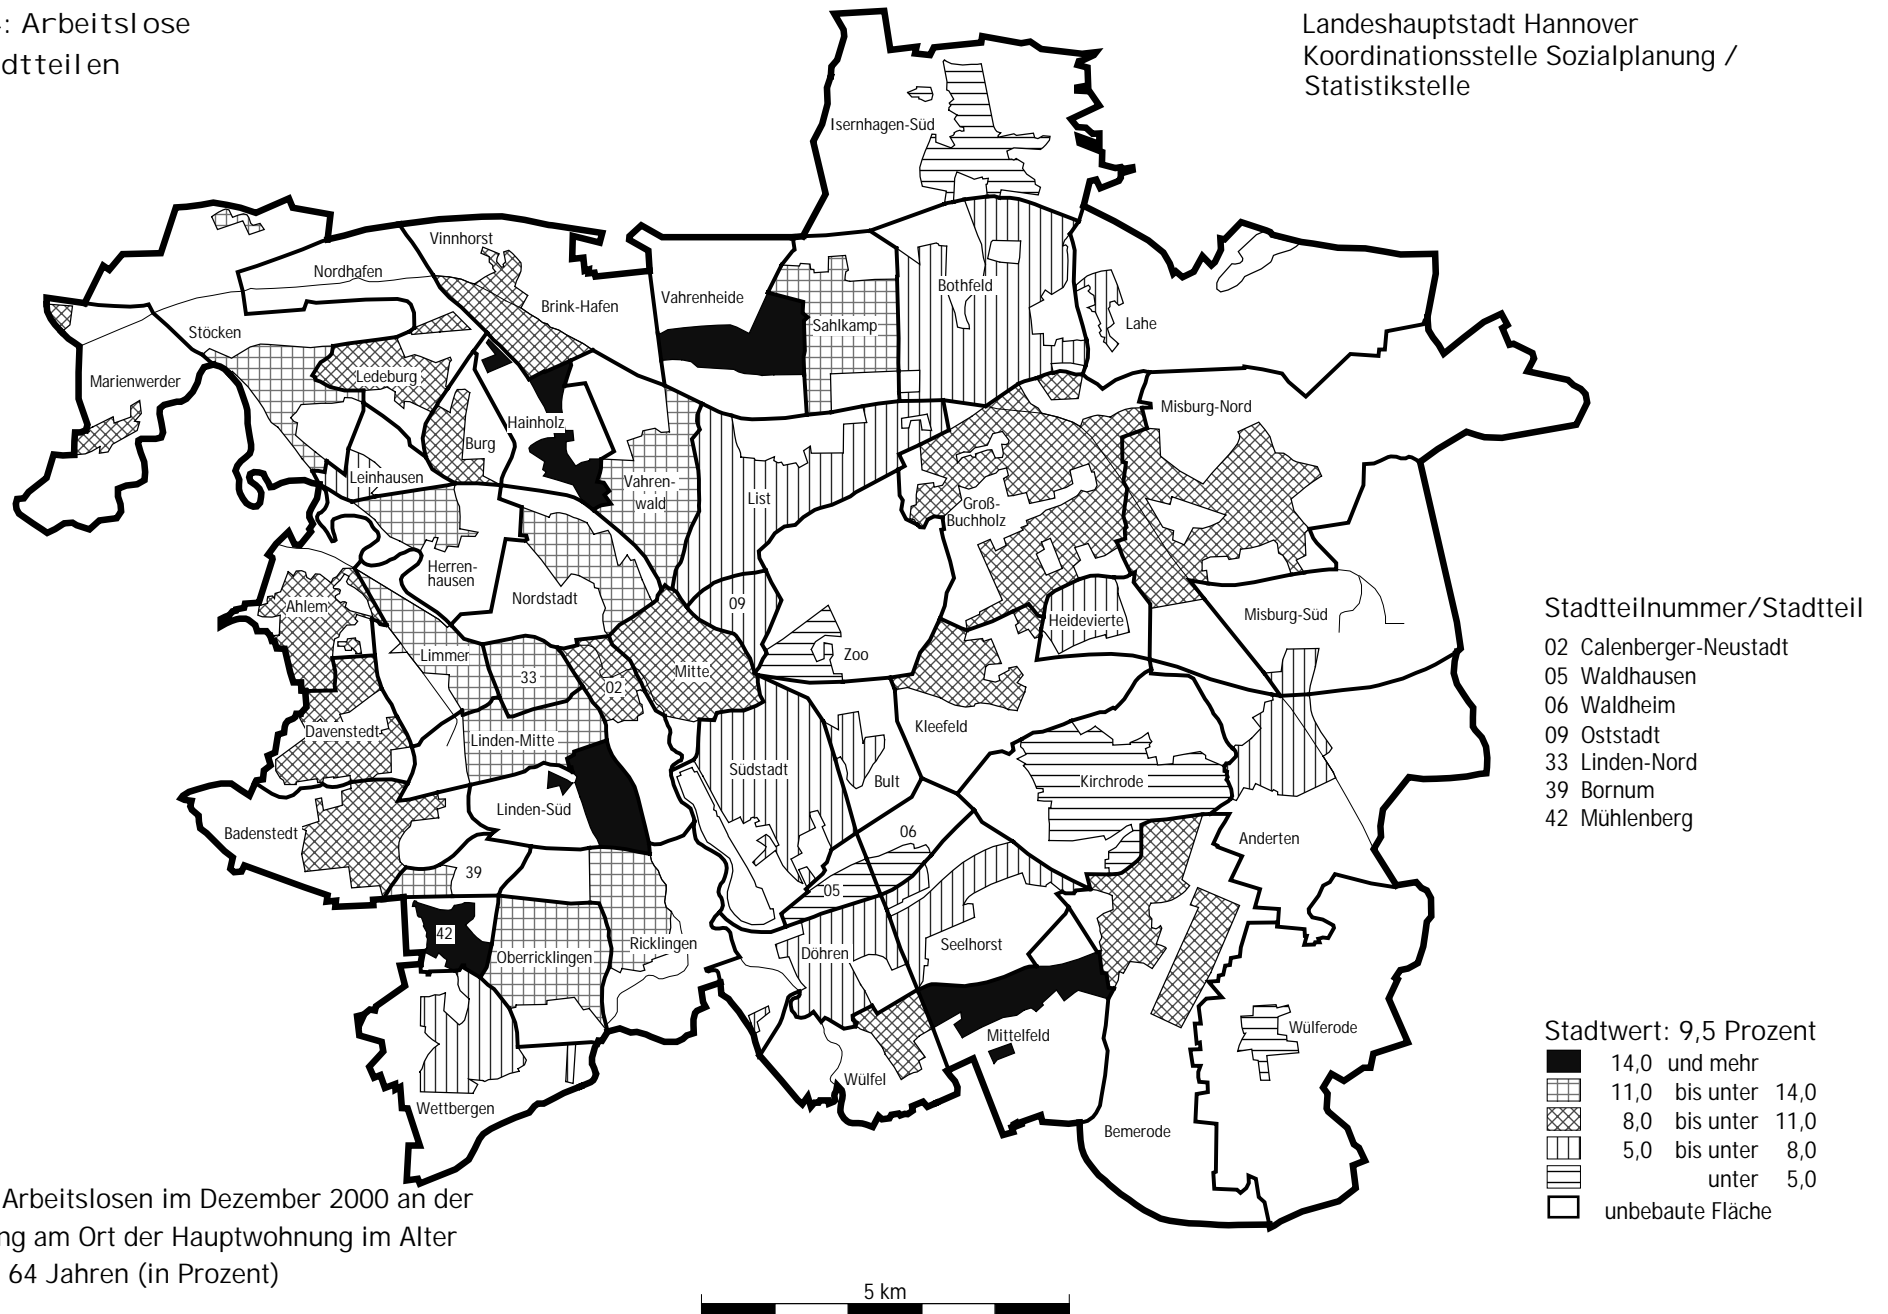 : Arbeitslose
dtteilen
Landeshauptstadt Hannover
Koordinationsstelle Sozialplanung /
Statistikstelle
Isernhagen-Süd
Vinnhorst
Nordhafen
Brink-Hafen
Vahrenheide
Bothfeld
Sahlkamp
Lahe
Stöcken
Marienwerder
Ledeburg
Misburg-Nord
Hainholz
Burg
Leinhausen
Vahren-
wald
List
Groß-
Buchholz
Herren-
hausen
Nordstadt
09
Ahlem
Heidevierte
Misburg-Süd
Limmer
Zoo
33
02
Mitte
Davenstedt
Linden-Mitte
Kleefeld
Südstadt
Bult
Kirchrode
Linden-Süd
Badenstedt
06
Anderten
39
05
42
Oberricklingen
Ricklingen
Döhren
Seelhorst
Mittelfeld
Wülferode
Wülfel
Wettbergen
Bemerode
Stadtteilnummer/Stadtteil
02 Calenberger-Neustadt
05 Waldhausen
06 Waldheim
09 Oststadt
33 Linden-Nord
39 Bornum
42 Mühlenberg
Stadtwert: 9,5 Prozent
14,0 und mehr
11,0 bis unter 14,0
8,0 bis unter 11,0
5,0 bis unter 8,0
unter 5,0
unbebaute Fläche
Arbeitslosen im Dezember 2000 an der
ng am Ort der Hauptwohnung im Alter
64 Jahren (in Prozent)
5 km